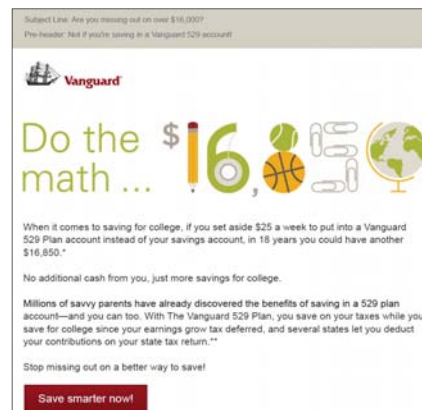 Subject Line: Are you missing out on over $16,000?
Pre-header: Not if you're saving in a Vanguard 529 account!
Vanguard
Do the $16,850
math ...
When it comes to saving for college, if you set aside $25 a week to put into a Vanguard
529 Plan account instead of your savings account, in 18 years you could have another
$16,850.*
No additional cash from you, just more savings for college.
Millions of savvy parents have already discovered the benefits of saving in a 529 plan
account—and you can too. With The Vanguard 529 Plan, you save on your taxes while you
save for college since your earnings grow tax deferred, and several states let you deduct
your contributions on your state tax return.**
Stop missing out on a better way to save!
Save smarter now!